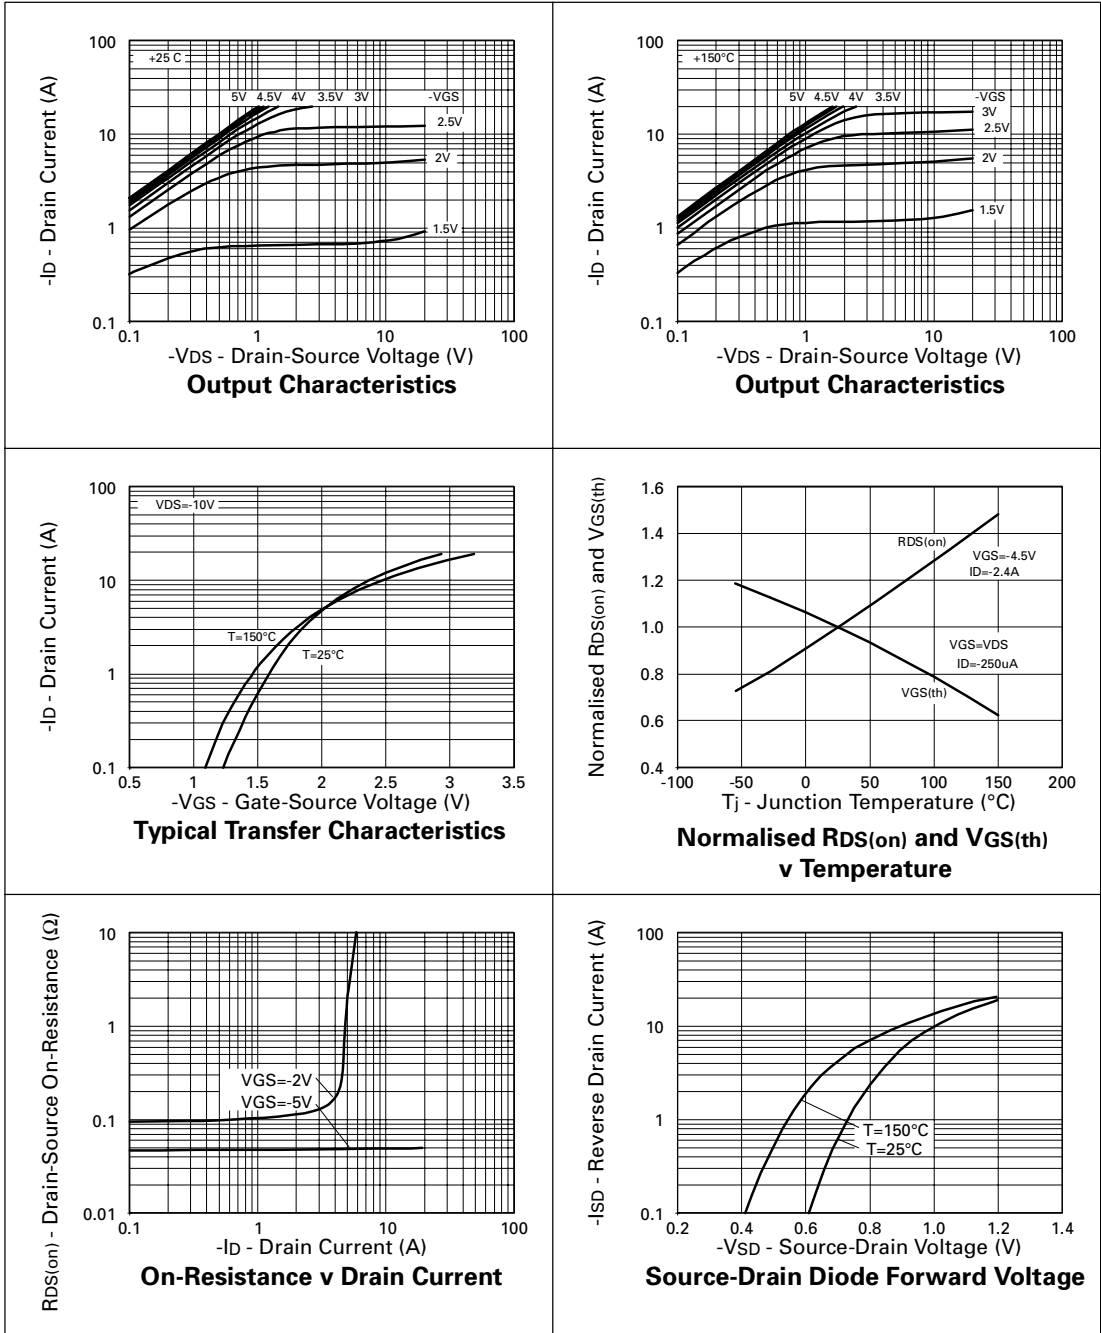 100
10
1
0.1
+25 C
5V 4.5V 4V 3.5V 3V -VGS
2.5V
2V
1.5V
0.1 1 10 100
-ID - Drain Current (A)
-VDS - Drain-Source Voltage (V)
Output Characteristics
100
10
1
0.1
+150°C
5V 4.5V 4V 3.5V -VGS
3V
2.5V
2V
1.5V
0.1 1 10 100
-ID - Drain Current (A)
-VDS - Drain-Source Voltage (V)
Output Characteristics
100
10
1
0.1
VDS=-10V
T=150°C
T=25°C
0.5 1 1.5 2 2.5 3 3.5
-ID - Drain Current (A)
-VGS - Gate-Source Voltage (V)
Typical Transfer Characteristics
1.6
1.4
1.2
1.0
0.8
0.6
0.4
RDS(on)
VGS=-4.5V
ID=-2.4A
VGS=VDS
ID=-250uA
VGS(th)
-100 -50 0 50 100 150 200
Normalised RDS(on) and VGS(th)
Tj - Junction Temperature (°C)
Normalised RDS(on) and VGS(th)
v Temperature
10
1
0.1
0.01
VGS=-2V
VGS=-5V
0.1 1 10 100
RDS(on) - Drain-Source On-Resistance (Ω)
-ID - Drain Current (A)
On-Resistance v Drain Current
100
10
1
0.1
T=150°C
T=25°C
0.2 0.4 0.6 0.8 1.0 1.2 1.4
-ISD - Reverse Drain Current (A)
-VSD - Source-Drain Voltage (V)
Source-Drain Diode Forward Voltage